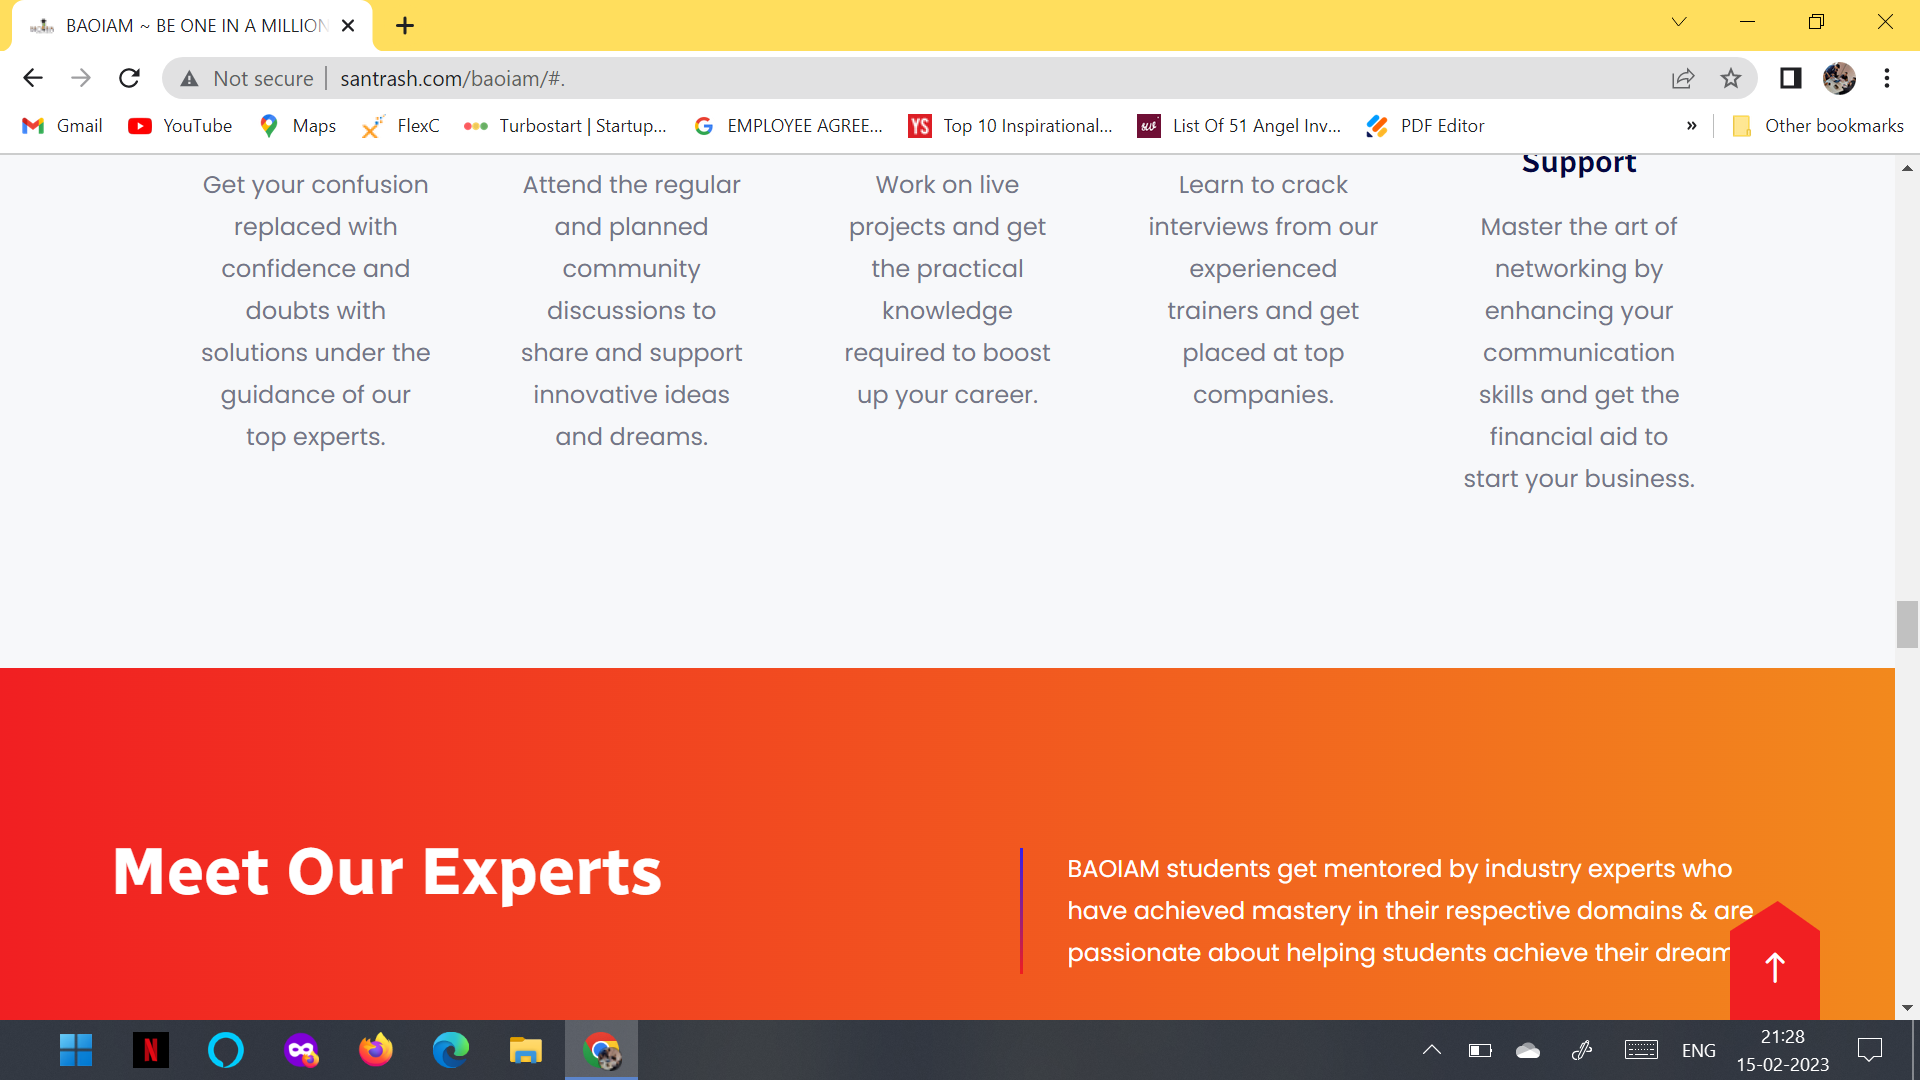 BAOIAM ~ BE ONE IN A MILLION
Not secure | santrash.com/baoiam/#.
Gmail YouTube Maps FlexC Turbostart | Startup... EMPLOYEE AGREE... YS Top 10 Inspirational... List Of 51 Angel Inv... PDF Editor » Other bookmarks
Get your confusion
replaced with
confidence and
doubts with
solutions under the
guidance of our
top experts.
Attend the regular
and planned
community
discussions to
share and support
innovative ideas
and dreams.
Work on live
projects and get
the practical
knowledge
required to boost
up your career.
Learn to crack
interviews from our
experienced
trainers and get
placed at top
companies.
Support
Master the art of
networking by
enhancing your
communication
skills and get the
financial aid to
start your business.
Meet Our Experts
BAOIAM students get mentored by industry experts who
have achieved mastery in their respective domains & are
passionate about helping students achieve their dream
N
ENG
21:28
15-02-2023